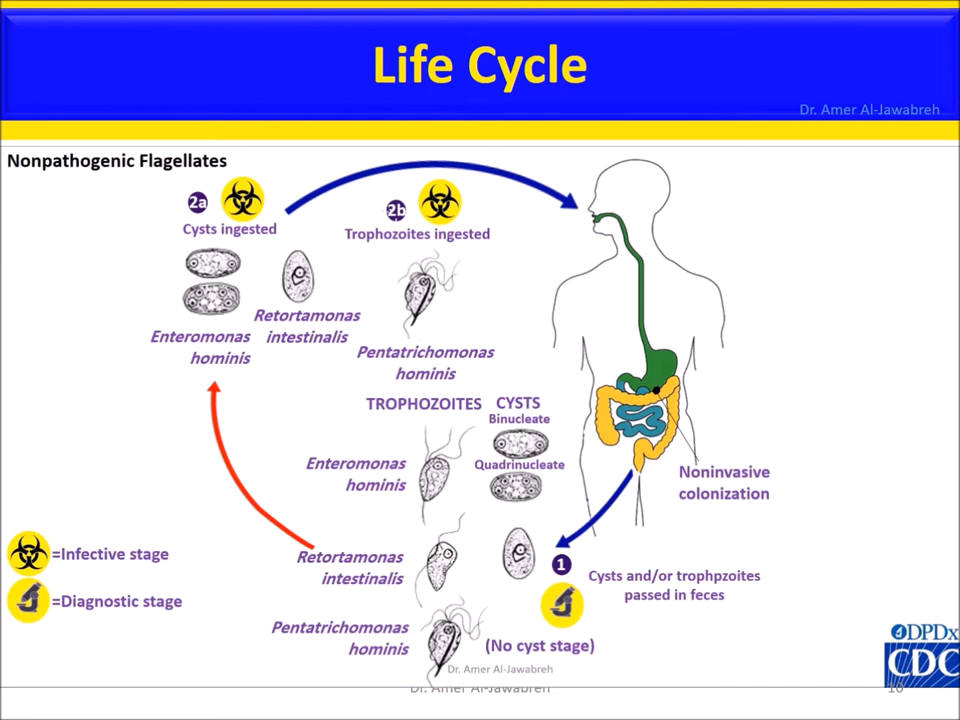 Life Cycle
Dr. Amer Al-Jawabreh
Nonpathogenic Flagellates
2a
Cysts ingested
2b
Trophozoites ingested
Enteromonas
hominis
Retortamonas
intestinalis
Pentatrichomonas
hominis
TROPHOZOITES
CYSTS
Binucleate
Quadrinucleate
Enteromonas
hominis
Noninvasive
colonization
Retortamonas
intestinalis
1
Cysts and/or trophpzoites
passed in feces
=Infective stage
=Diagnostic stage
Pentatrichomonas
hominis
(No cyst stage)
Dr. Amer Al-Jawabreh
DPDx
CDC
Dr. Amer Al-Jawabreh